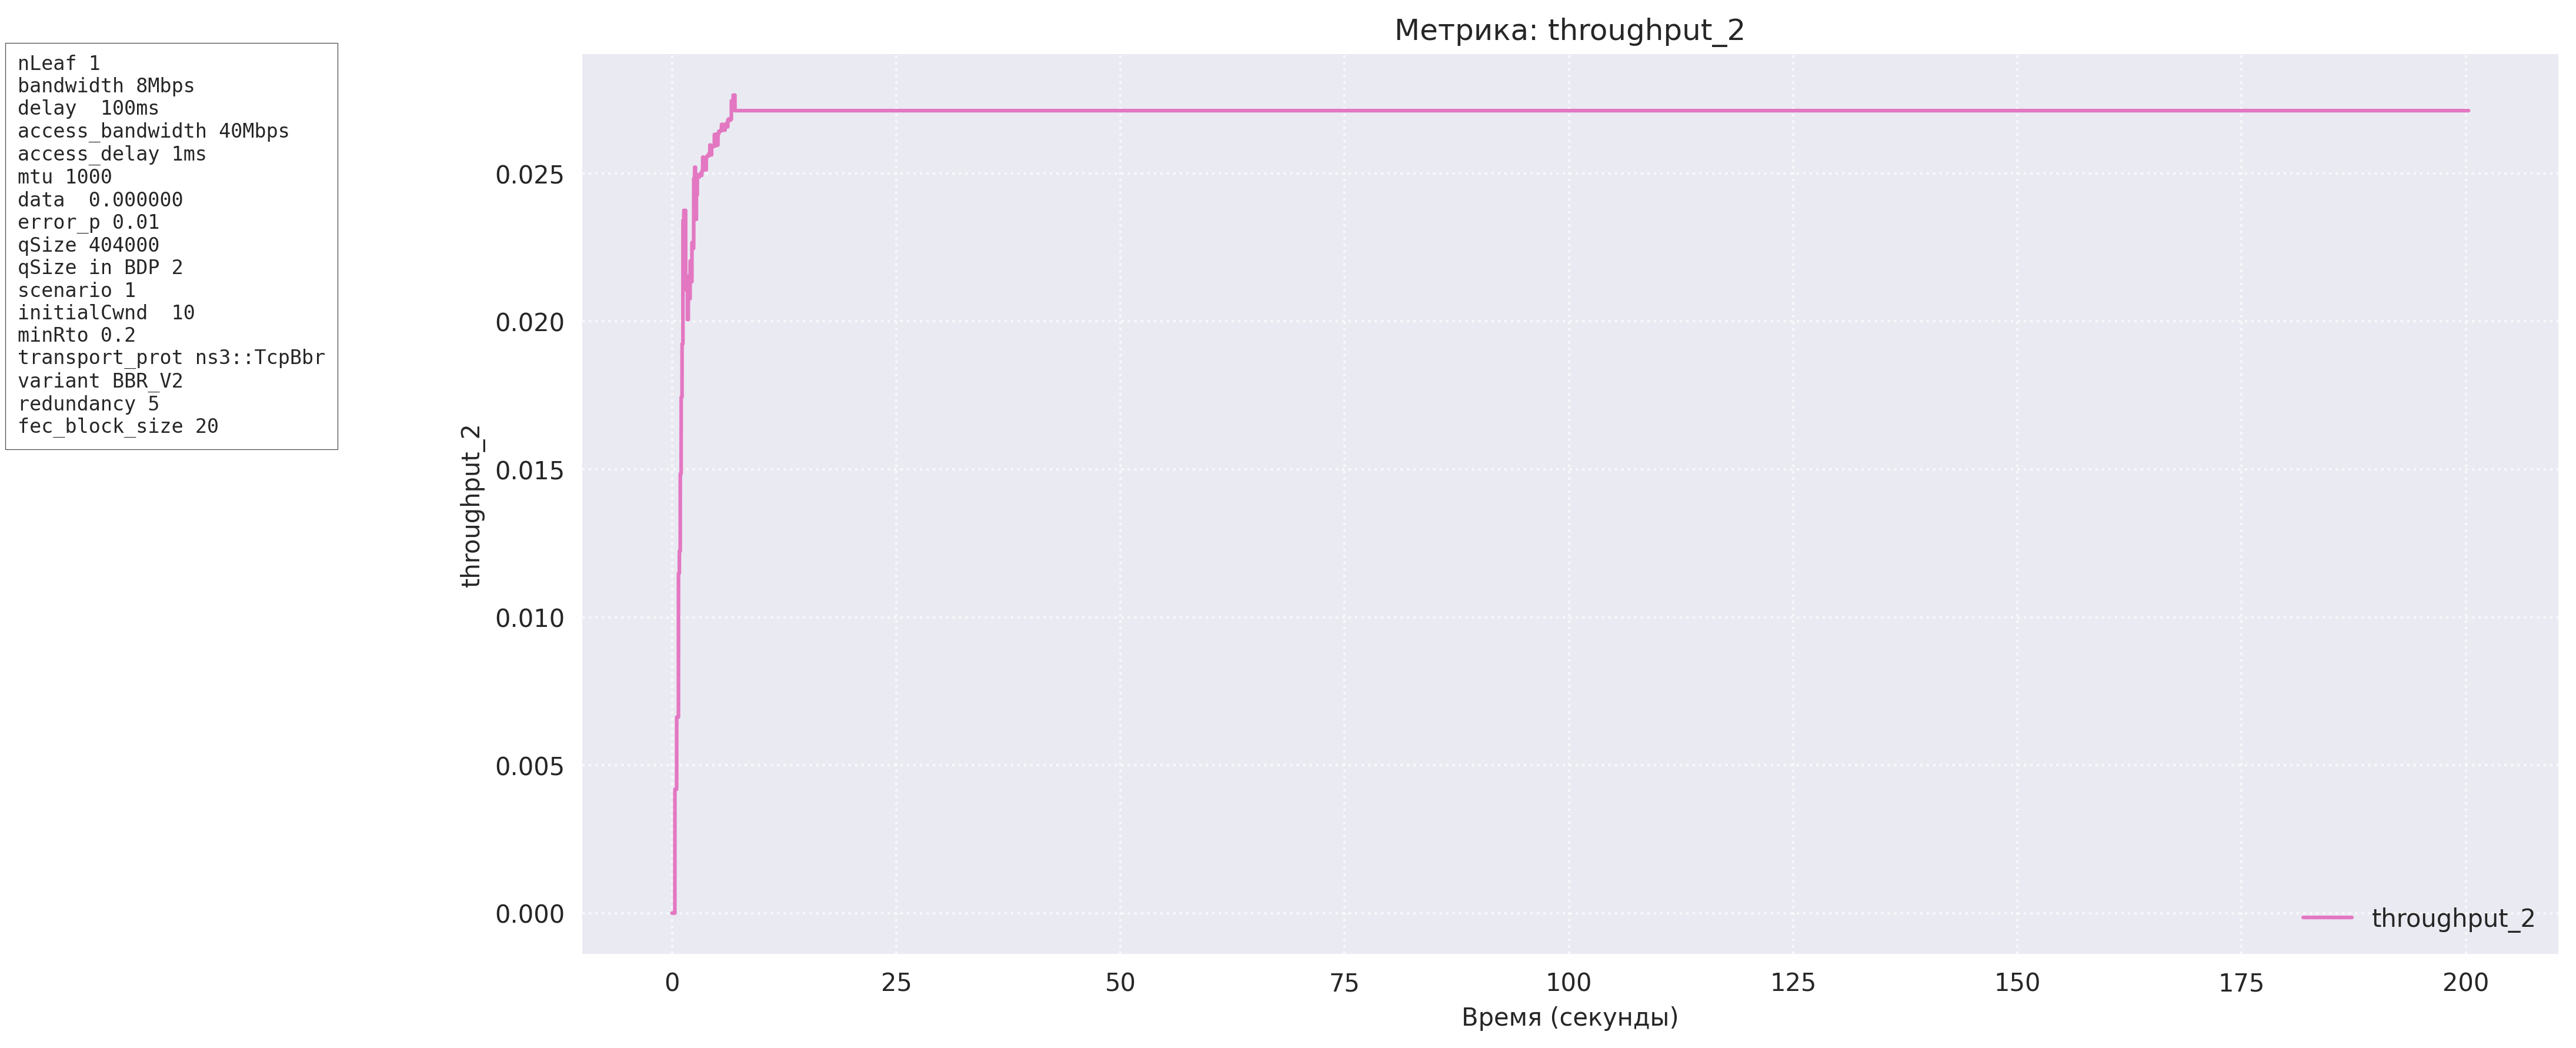 Метрика: throughput_2
nLeaf 1
bandwidth 8Mbps
delay  100ms
access_bandwidth 40Mbps
access_delay 1ms
mtu 1000
data  0.000000
error_p 0.01
qSize 404000
qSize in BDP 2
scenario 1
initialCwnd  10
minRto 0.2
transport_prot ns3::TcpBbr
variant BBR_V2
redundancy 5
fec_block_size 20
throughput_2
0.025
0.020
0.015
0.010
0.005
0.000
throughput_2
0 25 50 75 100 125 150 175 200
Время (секунды)